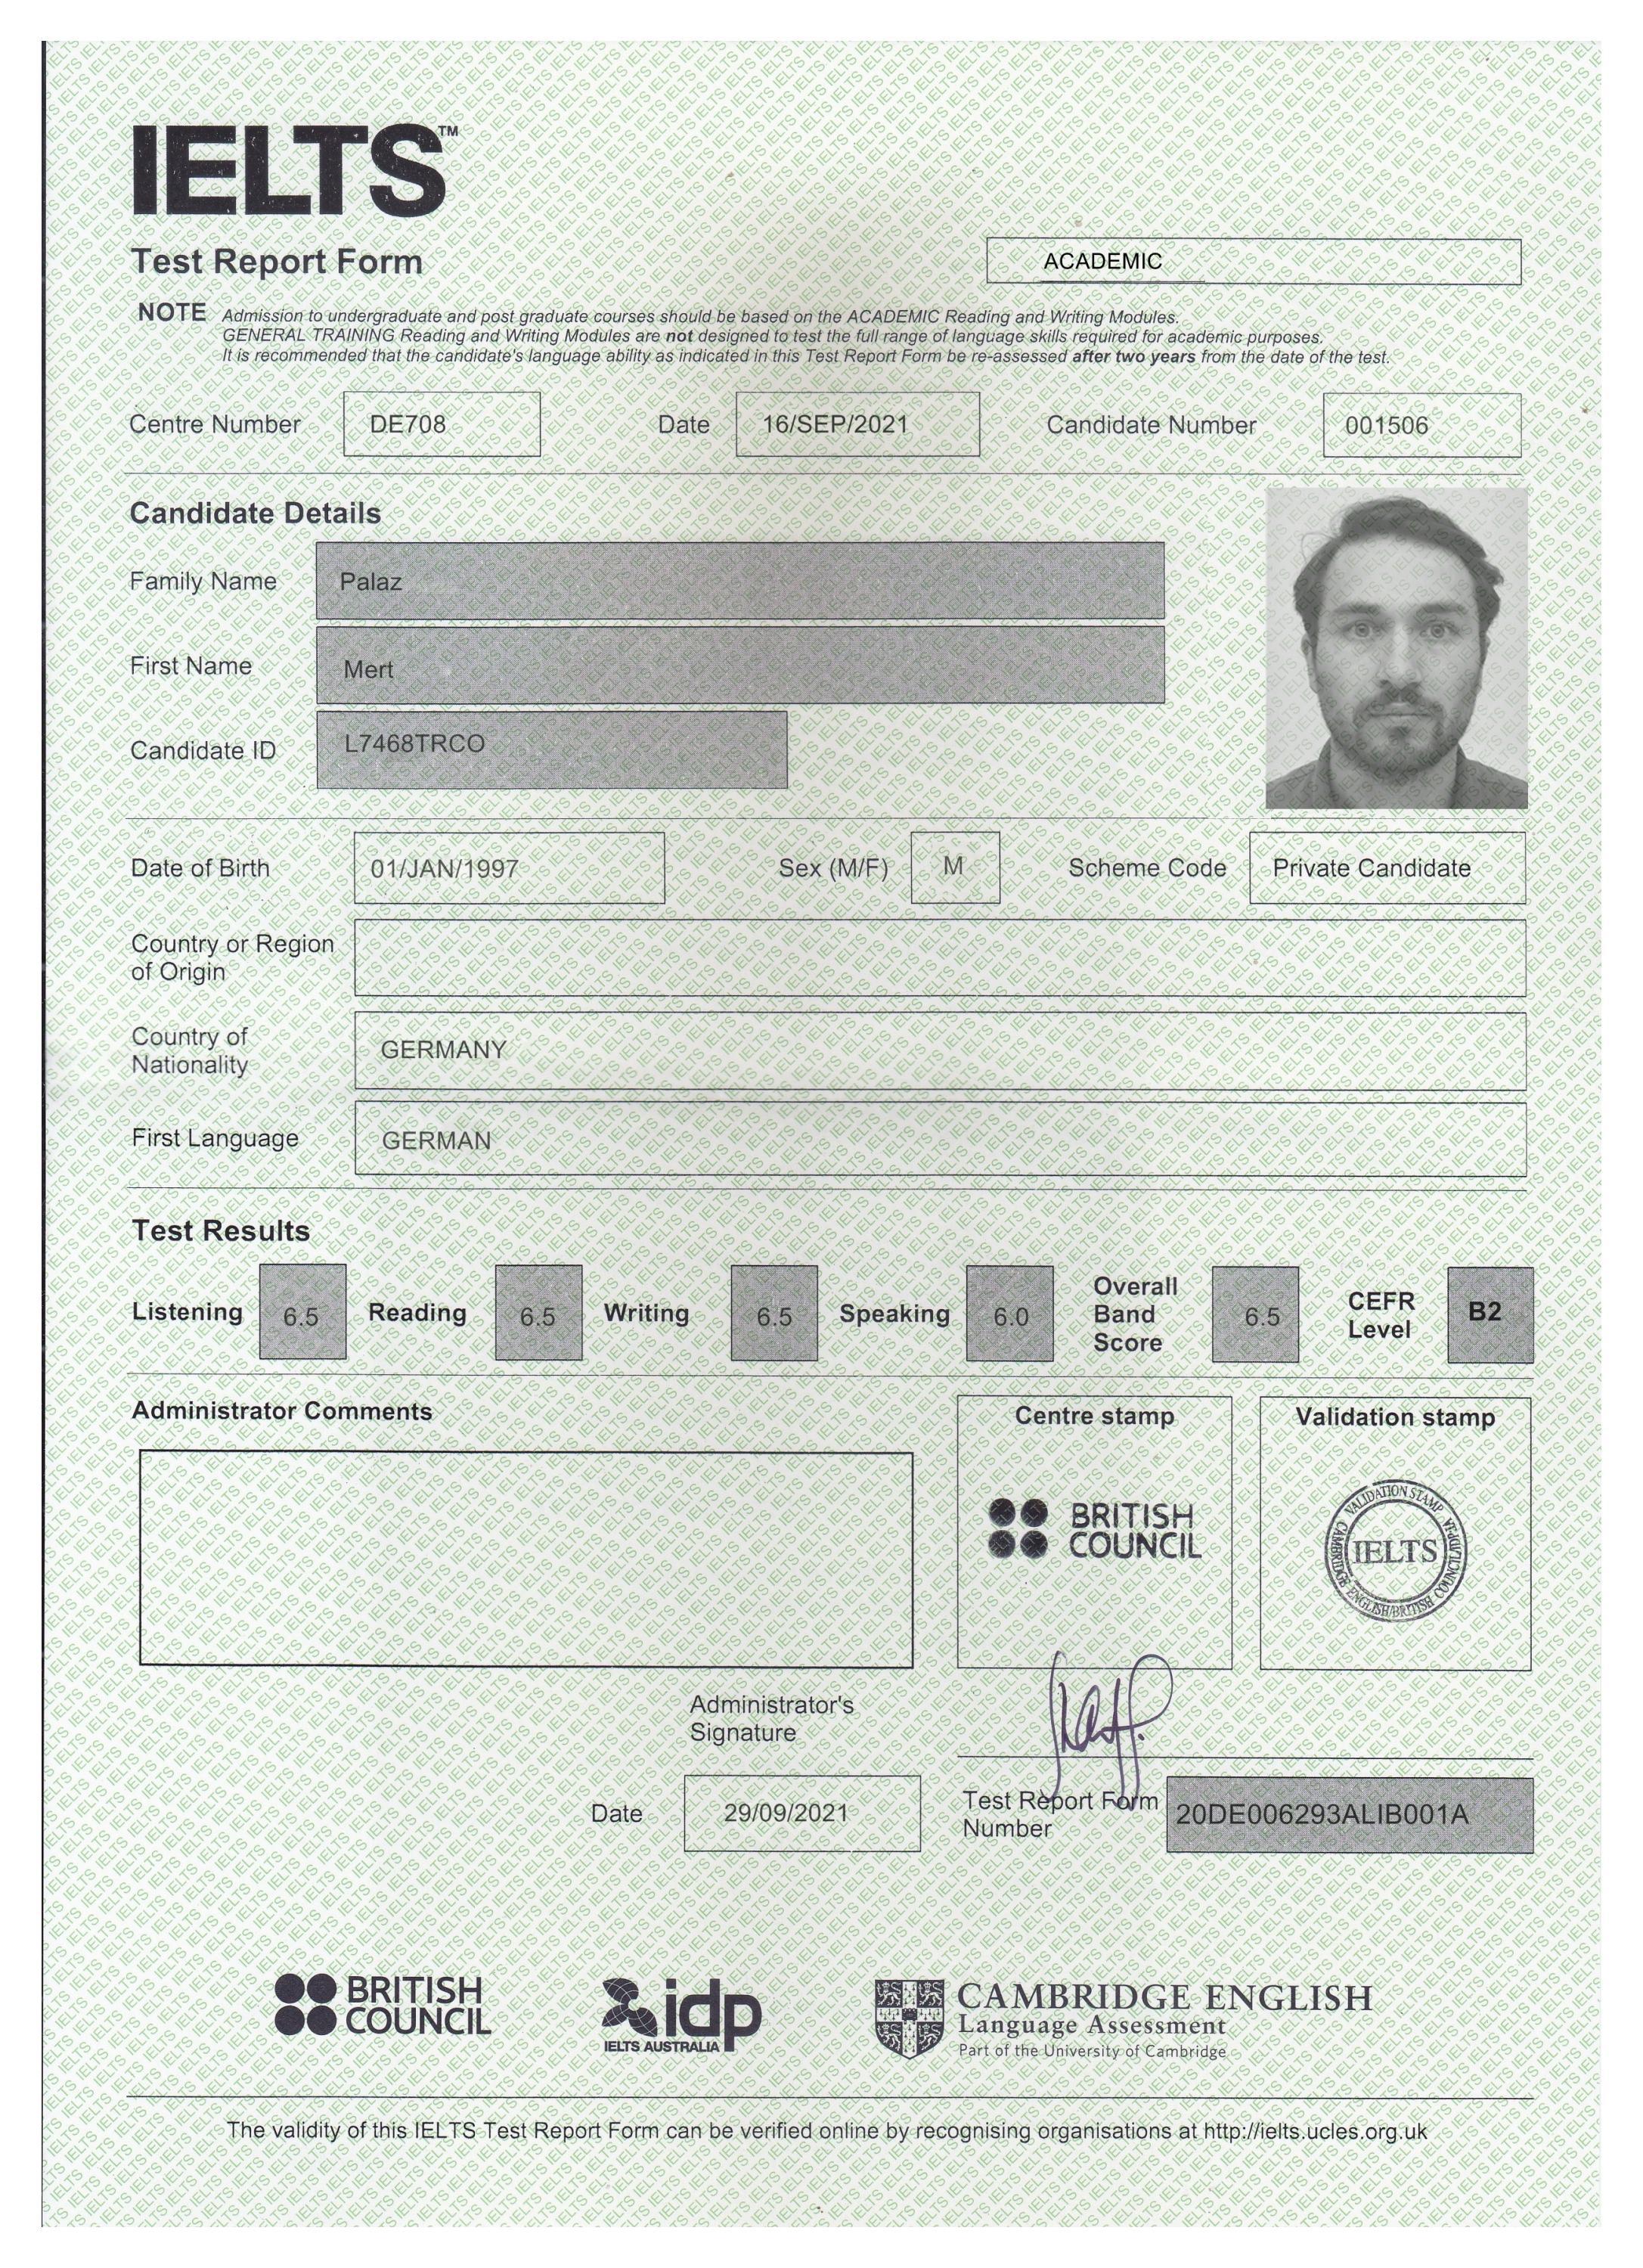 IELTS™
Test Report Form
ACADEMIC
NOTE Admission to undergraduate and post graduate courses should be based on the ACADEMIC Reading and Writing Modules.
GENERAL TRAINING Reading and Writing Modules are not designed to test the full range of language skills required for academic purposes.
It is recommended that the candidate's language ability as indicated in this Test Report Form be re-assessed after two years from the date of the test.
Centre Number DE708 Date 16/SEP/2021 Candidate Number 001506
Candidate Details
Family Name Palaz
First Name Mert
Candidate ID L7468TRCO
Date of Birth 01/JAN/1997 Sex (M/F) M Scheme Code Private Candidate
Country or Region
of Origin
Country of
Nationality
GERMANY
First Language GERMAN
Test Results
Listening 6.5 Reading 6.5 Writing 6.5 Speaking 6.0
Overall
Band
Score
6.5
CEFR
Level
B2
Administrator Comments
Centre stamp
BRITISH
COUNCIL
Validation stamp
VALIDATION STAMP
CAMBRIDGE ENGLISH/BRITISH COUNCIL/IDP:IA
IELTS
Administrator's
Signature
Date 29/09/2021
Test Report Form
Number
20DE006293ALIB001A
BRITISH
COUNCIL
idp
IELTS AUSTRALIA
CAMBRIDGE ENGLISH
Language Assessment
Part of the University of Cambridge
The validity of this IELTS Test Report Form can be verified online by recognising organisations at http://ielts.ucles.org.uk